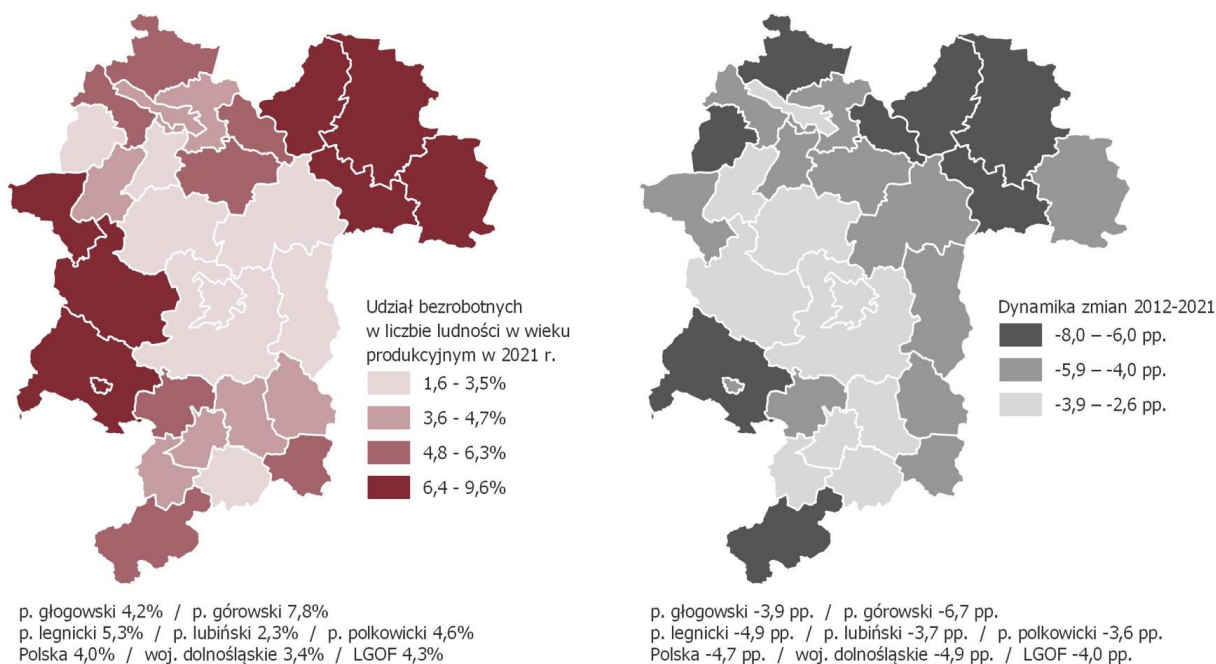 Udział bezrobotnych
w liczbie ludności w wieku
produkcyjnym w 2021 r.
1,6 - 3,5%
3,6 - 4,7%
4,8 - 6,3%
6,4 - 9,6%
p. głogowski 4,2% / p. górowski 7,8%
p. legnicki 5,3% / p. lubiński 2,3% / p. polkowicki 4,6%
Polska 4,0% / woj. dolnośląskie 3,4% / LGOF 4,3%
Dynamika zmian 2012-2021
-8,0 – -6,0 pp.
-5,9 – -4,0 pp.
-3,9 – -2,6 pp.
p. głogowski -3,9 pp. / p. górowski -6,7 pp.
p. legnicki -4,9 pp. / p. lubiński -3,7 pp. / p. polkowicki -3,6 pp.
Polska -4,7 pp. / woj. dolnośląskie -4,9 pp. / LGOF -4,0 pp.